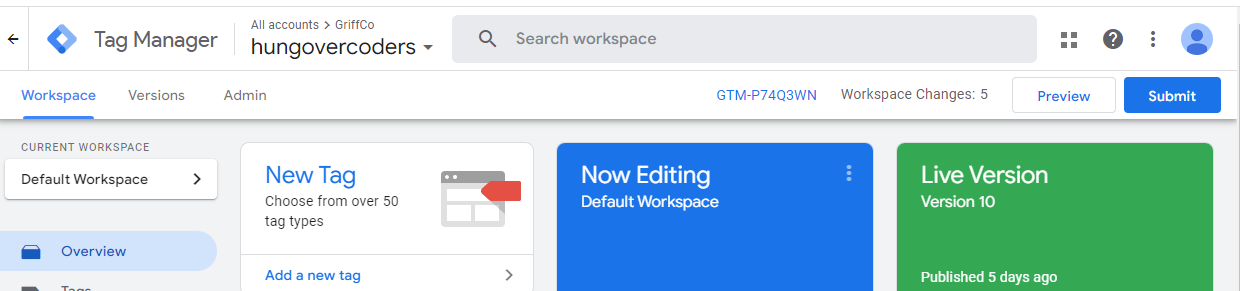 All accounts > GriffCo
Tag Manager
hungovercoders
Search workspace
Workspace
Versions
Admin
GTM-P74Q3WN
Workspace Changes: 5
Preview
Submit
CURRENT WORKSPACE
Default Workspace
Overview
Tags
New Tag
Choose from over 50
tag types
Add a new tag
Now Editing
Default Workspace
Live Version
Version 10
Published 5 days ago